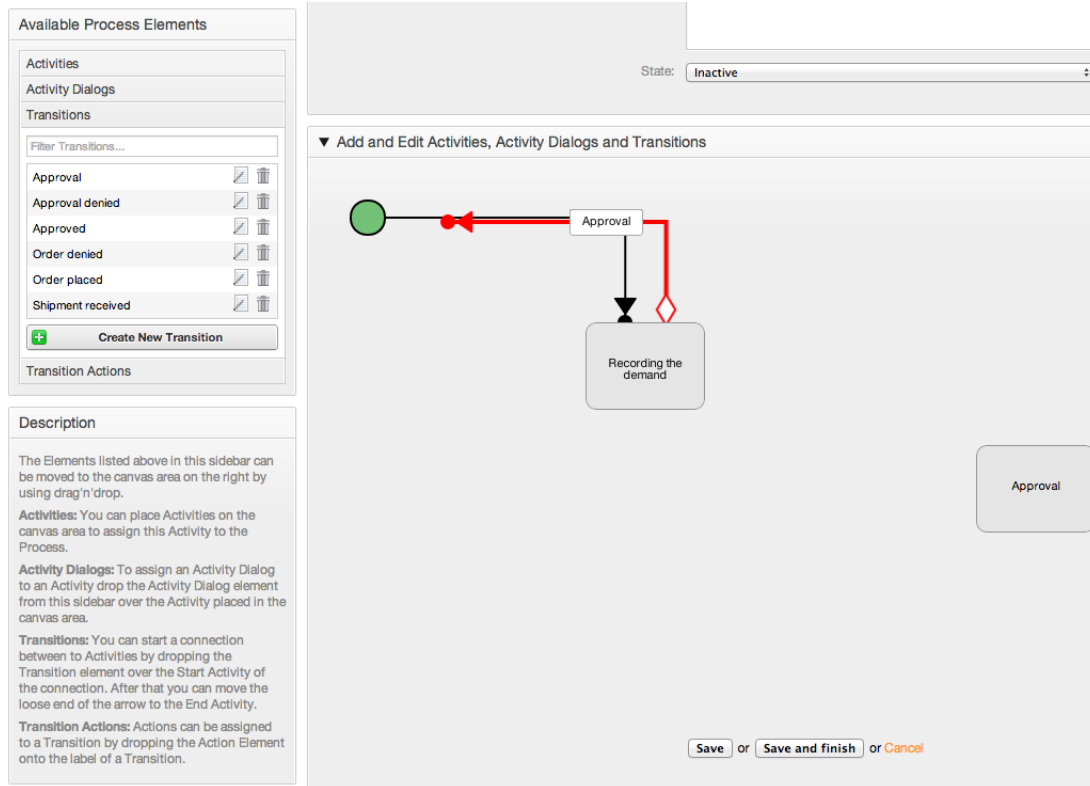 Available Process Elements
Activities
Activity Dialogs
Transitions
Filter Transitions...
Approval
Approval denied
Approved
Order denied
Order placed
Shipment received
Create New Transition
Transition Actions
Description
The Elements listed above in this sidebar can
be moved to the canvas area on the right by
using drag'n'drop.
Activities: You can place Activities on the
canvas area to assign this Activity to the
Process.
Activity Dialogs: To assign an Activity Dialog
to an Activity drop the Activity Dialog element
from this sidebar over the Activity placed in the
canvas area.
Transitions: You can start a connection
between to Activities by dropping the
Transition element over the Start Activity of
the connection. After that you can move the
loose end of the arrow to the End Activity.
Transition Actions: Actions can be assigned
to a Transition by dropping the Action Element
onto the label of a Transition.
State: Inactive
▼ Add and Edit Activities, Activity Dialogs and Transitions
Approval
Recording the
demand
Approval
Save or Save and finish or Cancel